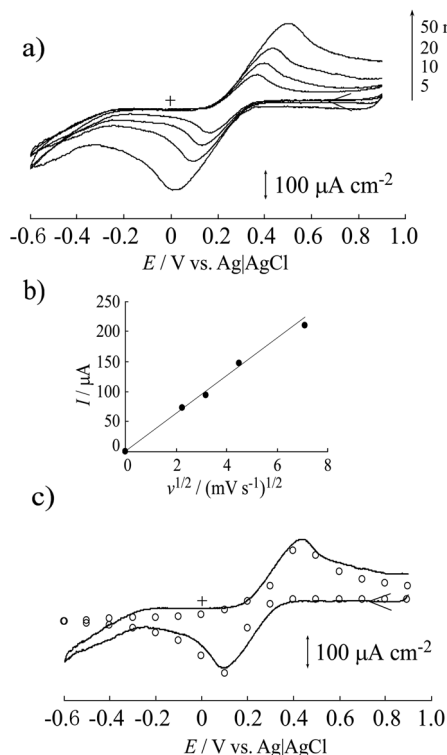 a)
50
20
10
5
+
100 μA cm-2
-0.6 -0.4 -0.2 0 0.2 0.4 0.6 0.8 1.0
E / V vs. Ag|AgCl
b)
250
200
150
100
50
0
I / μA
0 2 4 6 8
v1/2 / (mV s-1)1/2
c)
+
100 μA cm-2
-0.6 -0.4 -0.2 0 0.2 0.4 0.6 0.8 1.0
E / V vs. Ag|AgCl